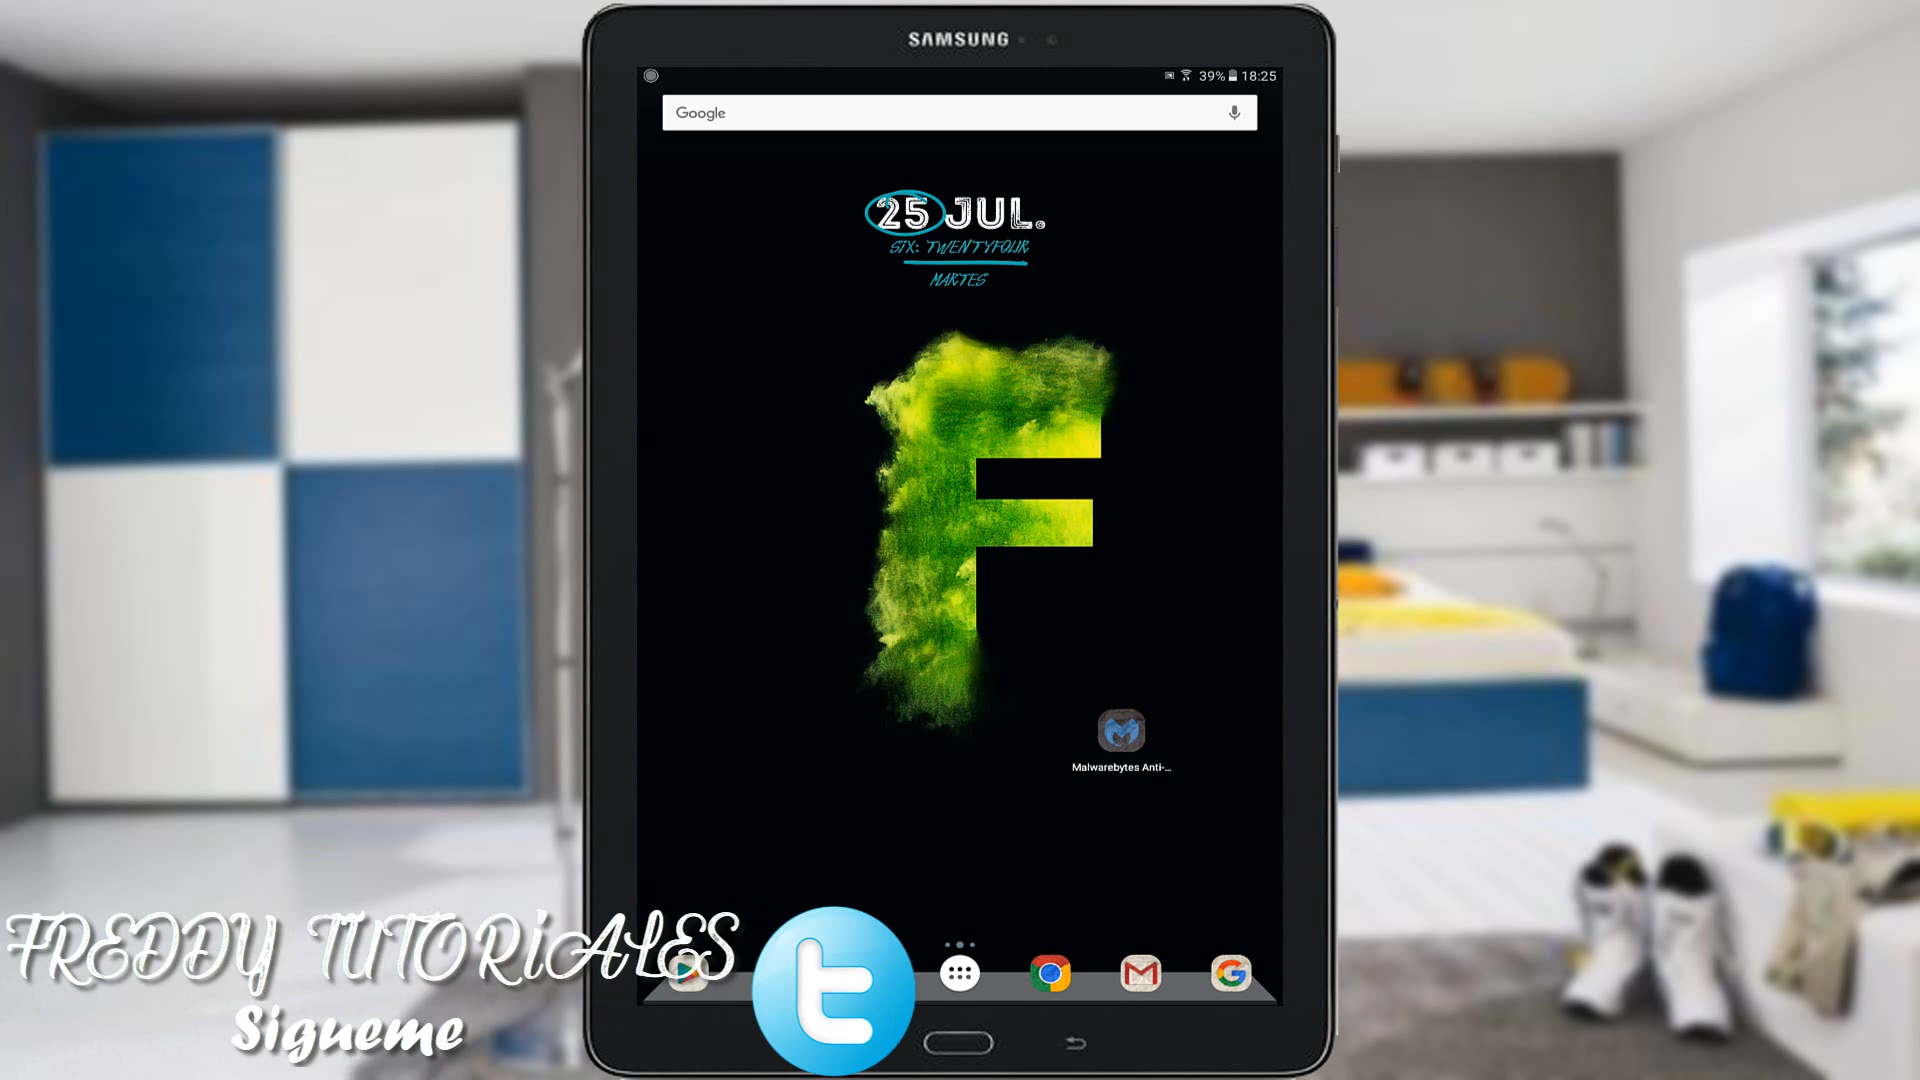 SAMSUNG
39% 18:25
Google
25 JUL.
SIX: TWENTYFOUR
MARTES
F
Malwarebytes Anti-...
FREDDY TUTORIALES
Sigueme